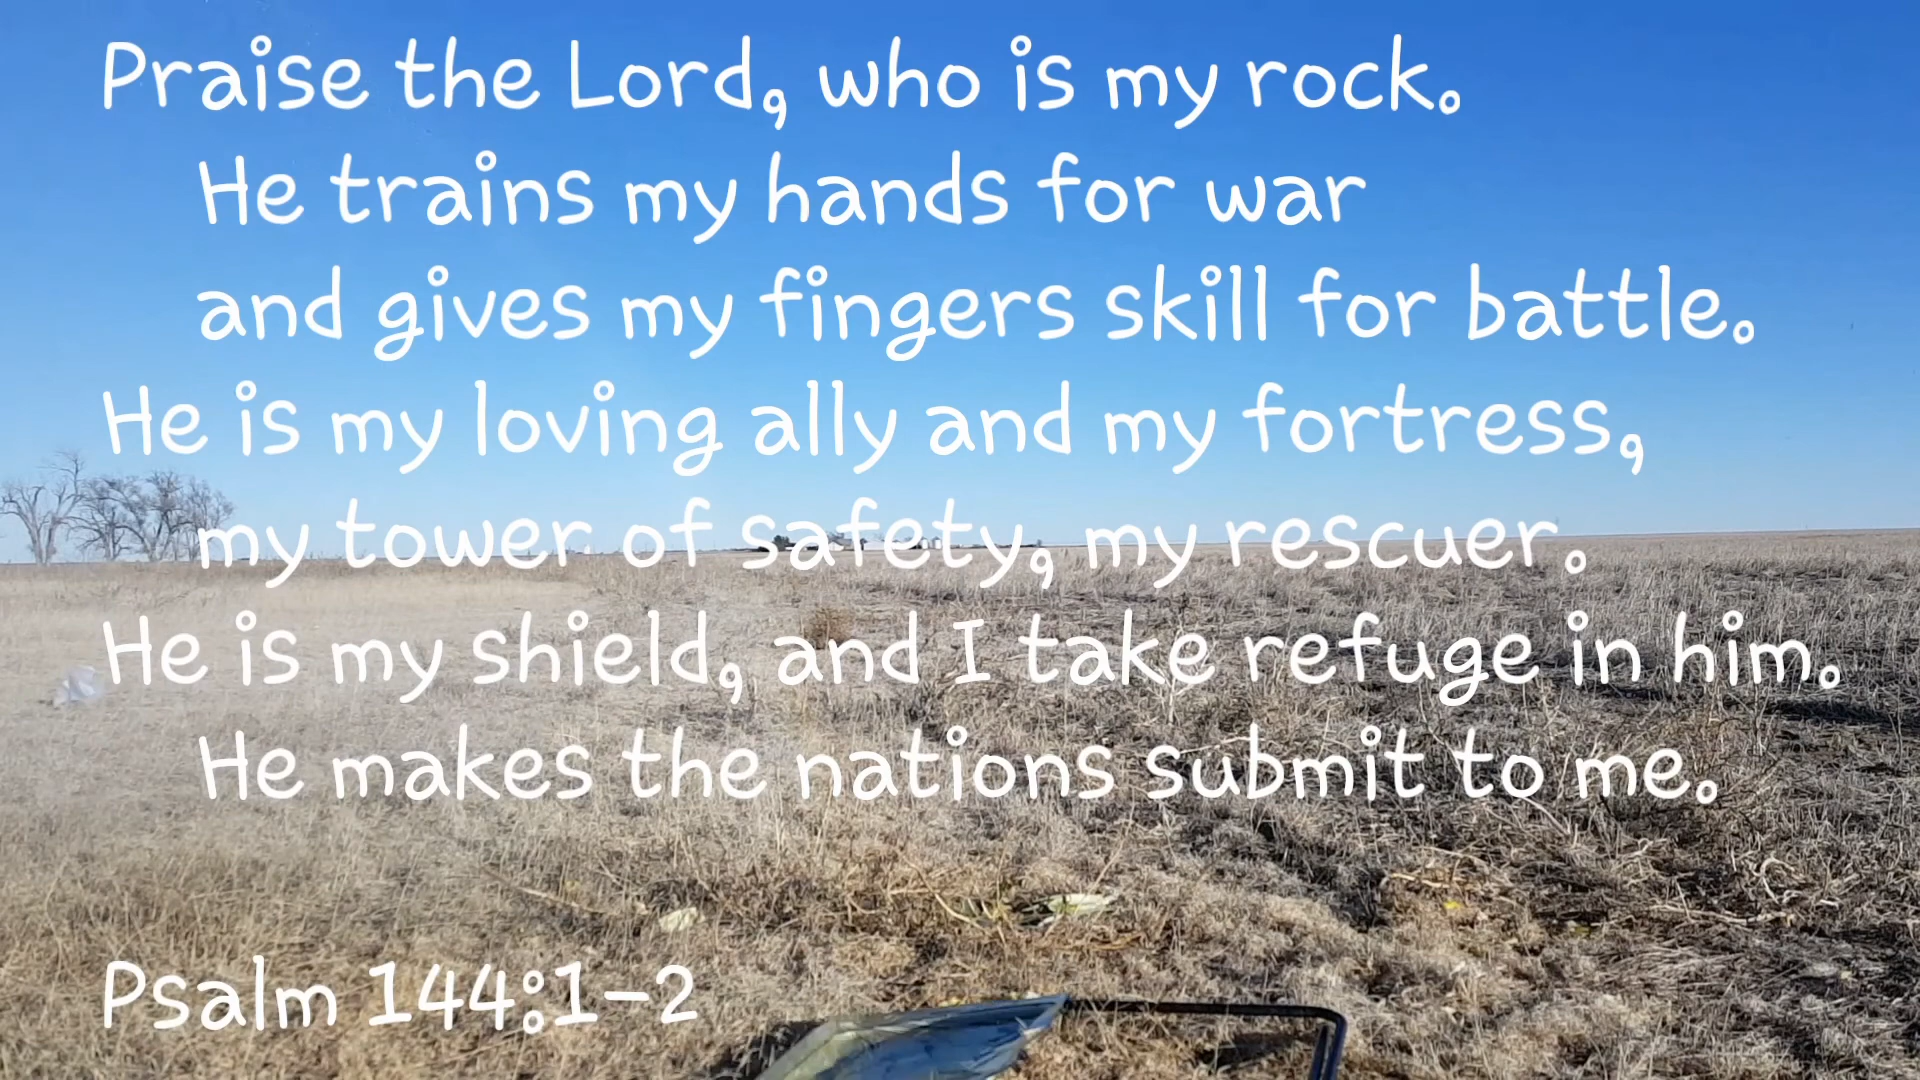 Praise the Lord, who is my rock.
He trains my hands for war
and gives my fingers skill for battle.
He is my loving ally and my fortress,
my tower of safety, my rescuer.
He is my shield, and I take refuge in him.
He makes the nations submit to me.
Psalm 144:1-2